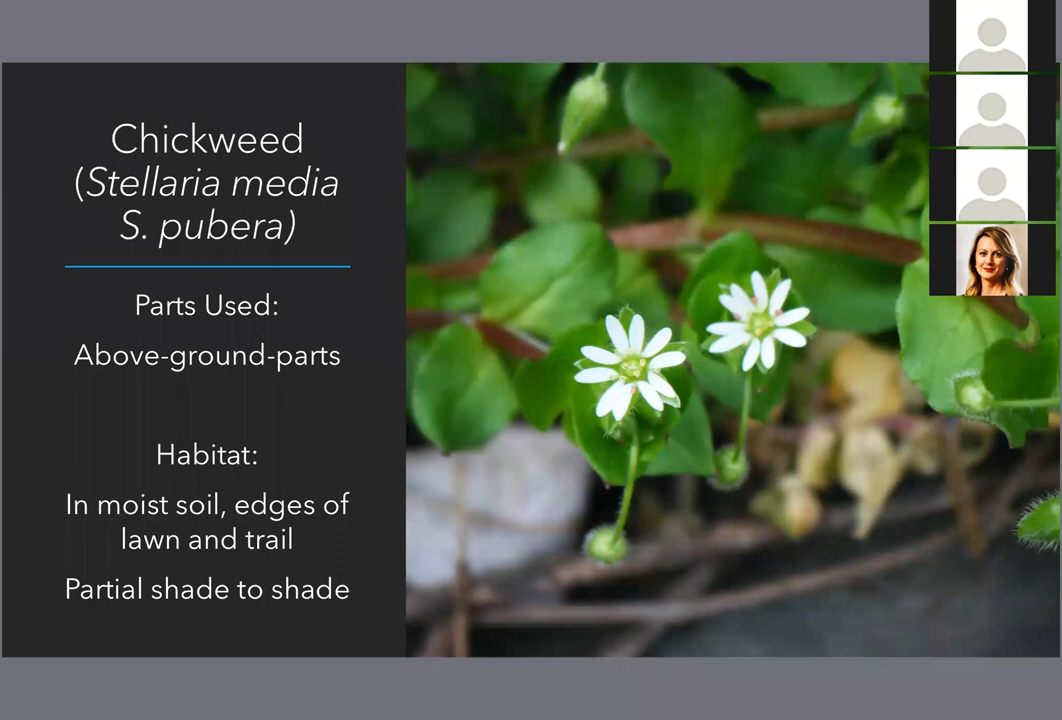 Chickweed
(Stellaria media
S. pubera)
Parts Used:
Above-ground-parts
Habitat:
In moist soil, edges of
lawn and trail
Partial shade to shade